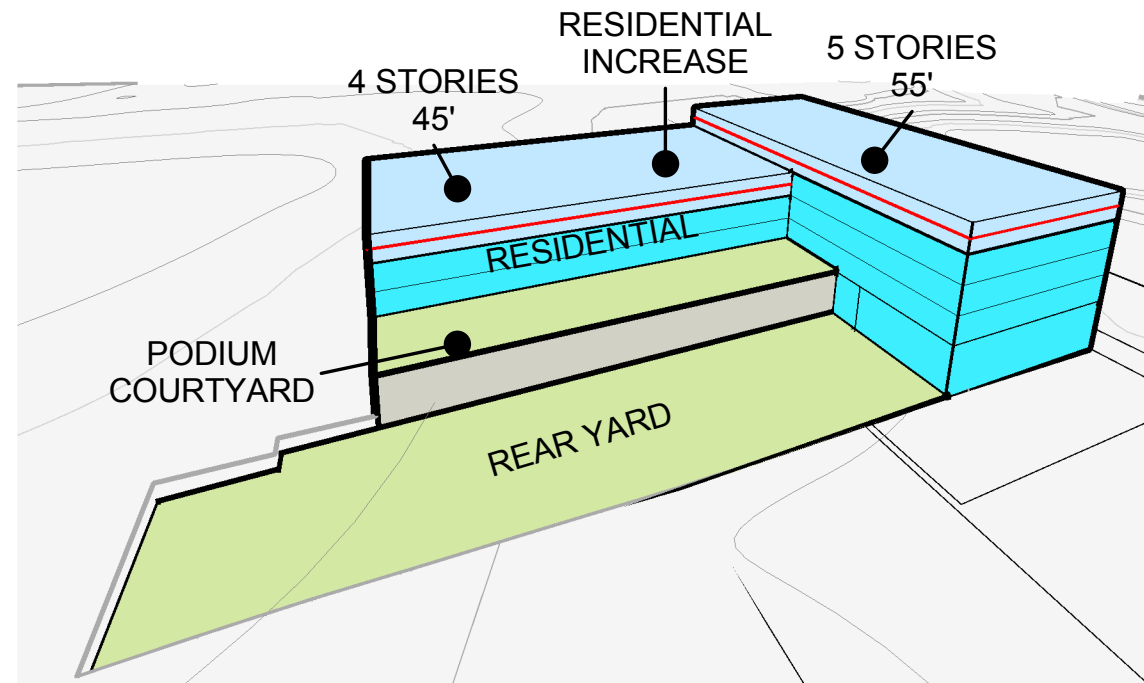 RESIDENTIAL
INCREASE
5 STORIES
55'
4 STORIES
45'
RESIDENTIAL
PODIUM
COURTYARD
REAR YARD